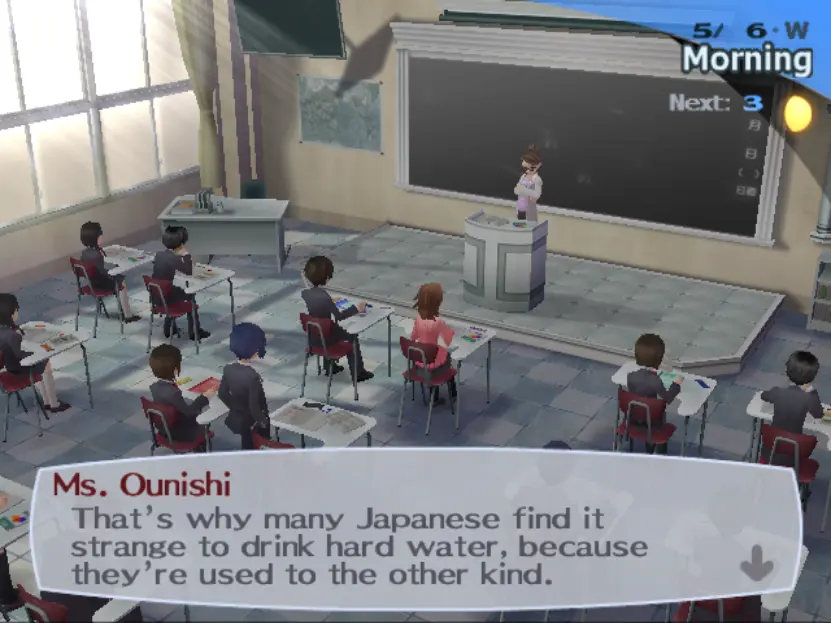 5/ 6・W
Morning
Next: 3
Ms. Ounishi
That's why many Japanese find it
strange to drink hard water, because
they're used to the other kind.